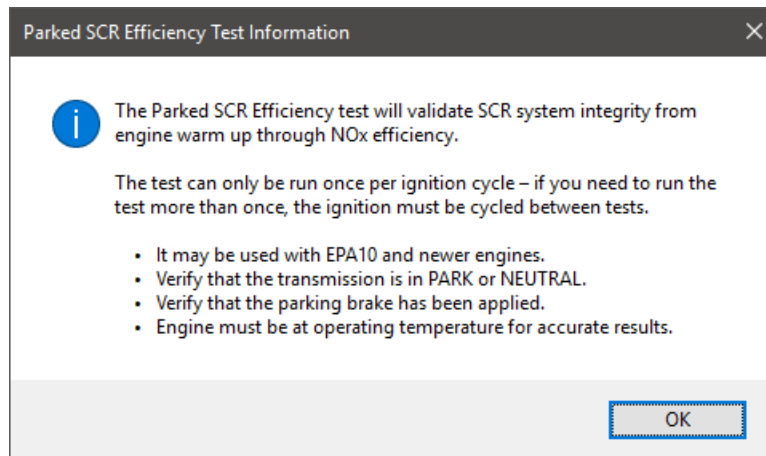 Parked SCR Efficiency Test Information
The Parked SCR Efficiency test will validate SCR system integrity from
engine warm up through NOx efficiency.
The test can only be run once per ignition cycle – if you need to run the
test more than once, the ignition must be cycled between tests.
• It may be used with EPA10 and newer engines.
• Verify that the transmission is in PARK or NEUTRAL.
• Verify that the parking brake has been applied.
• Engine must be at operating temperature for accurate results.
OK